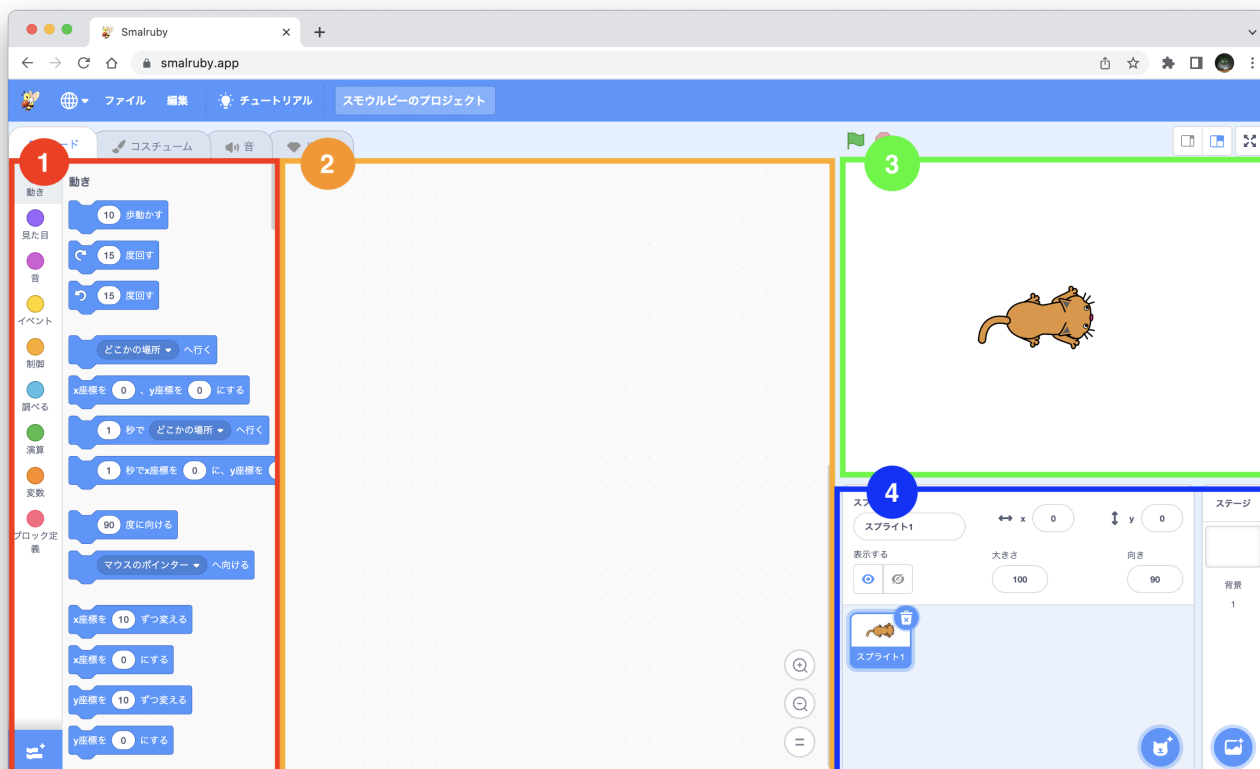 Smalruby
smalruby.app
ファイル 編集 チュートリアル スモウルビーのプロジェクト
コスチューム 音
1
2
3
動き
見た目
音
イベント
制御
調べる
演算
変数
ブロック定
義
動き
10 歩動かす
15 度回す
15 度回す
どこかの場所 へ行く
x座標を 0 、y座標を 0 にする
1 秒で どこかの場所 へ行く
1 秒でx座標を 0 に、y座標を
90 度に向ける
マウスのポインター へ向ける
x座標を 10 ずつ変える
x座標を 0 にする
y座標を 10 ずつ変える
y座標を 0 にする
4
スプライト1
x 0 y 0
表示する 大きさ 向き
100 90
スプライト1
ステージ
背景
1